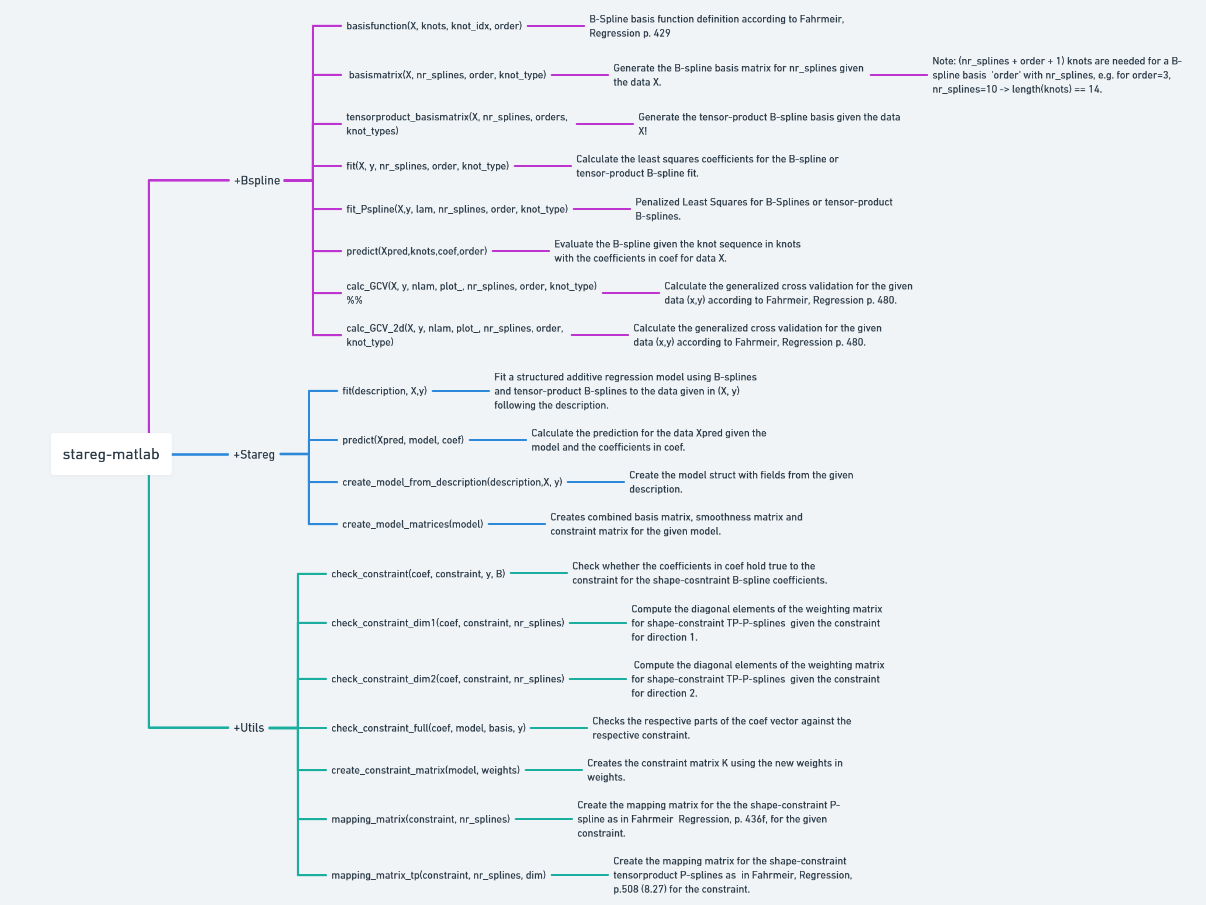 stareg-matlab
+Bspline
basisfunction(X, knots, knot_idx, order)
B-Spline basis function definition according to Fahrmeir,
Regression p. 429
basismatrix(X, nr_splines, order, knot_type)
Generate the B-spline basis matrix for nr_splines given
the data X.
Note: (nr_splines + order + 1) knots are needed for a B-
spline basis 'order' with nr_splines, e.g. for order=3,
nr_splines=10 -> length(knots) == 14.
tensorproduct_basismatrix(X, nr_splines, orders,
knot_types)
Generate the tensor-product B-spline basis given the data
X!
fit(X, y, nr_splines, order, knot_type)
Calculate the least squares coefficients for the B-spline or
tensor-product B-spline fit.
fit_Pspline(X,y, lam, nr_splines, order, knot_type)
Penalized Least Squares for B-Splines or tensor-product
B-splines.
predict(Xpred,knots,coef,order)
Evaluate the B-spline given the knot sequence in knots
with the coefficients in coef for data X.
calc_GCV(X, y, nlam, plot_, nr_splines, order, knot_type)
%%
Calculate the generalized cross validation for the given
data (x,y) according to Fahrmeir, Regression p. 480.
calc_GCV_2d(X, y, nlam, plot_, nr_splines, order,
knot_type)
Calculate the generalized cross validation for the given
data (x,y) according to Fahrmeir, Regression p. 480.
+Stareg
fit(description, X,y)
Fit a structured additive regression model using B-splines
and tensor-product B-splines to the data given in (X, y)
following the description.
predict(Xpred, model, coef)
Calculate the prediction for the data Xpred given the
model and the coefficients in coef.
create_model_from_description(description,X, y)
Create the model struct with fields from the given
description.
create_model_matrices(model)
Creates combined basis matrix, smoothness matrix and
constraint matrix for the given model.
+Utils
check_constraint(coef, constraint, y, B)
Check whether the coefficients in coef hold true to the
constraint for the shape-cosntraint B-spline coefficients.
check_constraint_dim1(coef, constraint, nr_splines)
Compute the diagonal elements of the weighting matrix
for shape-constraint TP-P-splines given the constraint
for direction 1.
check_constraint_dim2(coef, constraint, nr_splines)
Compute the diagonal elements of the weighting matrix
for shape-constraint TP-P-splines given the constraint
for direction 2.
check_constraint_full(coef, model, basis, y)
Checks the respective parts of the coef vector against the
respective constraint.
create_constraint_matrix(model, weights)
Creates the constraint matrix K using the new weights in
weights.
mapping_matrix(constraint, nr_splines)
Create the mapping matrix for the the shape-constraint P-
spline as in Fahrmeir Regression, p. 436f, for the given
constraint.
mapping_matrix_tp(constraint, nr_splines, dim)
Create the mapping matrix for the shape-constraint
tensorproduct P-splines as in Fahrmeir, Regression,
p.508 (8.27) for the constraint.